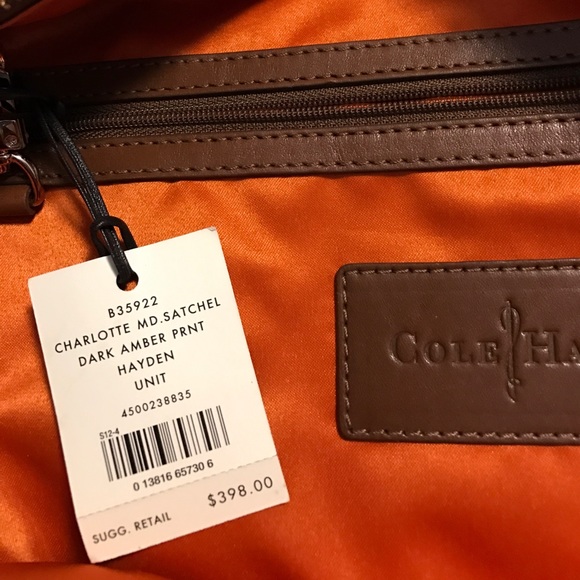 B35922
CHARLOTTE MD.SATCHEL
DARK AMBER PRNT
HAYDEN
UNIT
4500238835
S12-4
0 13816 65730 6
SUGG. RETAIL $398.00
COLE HA